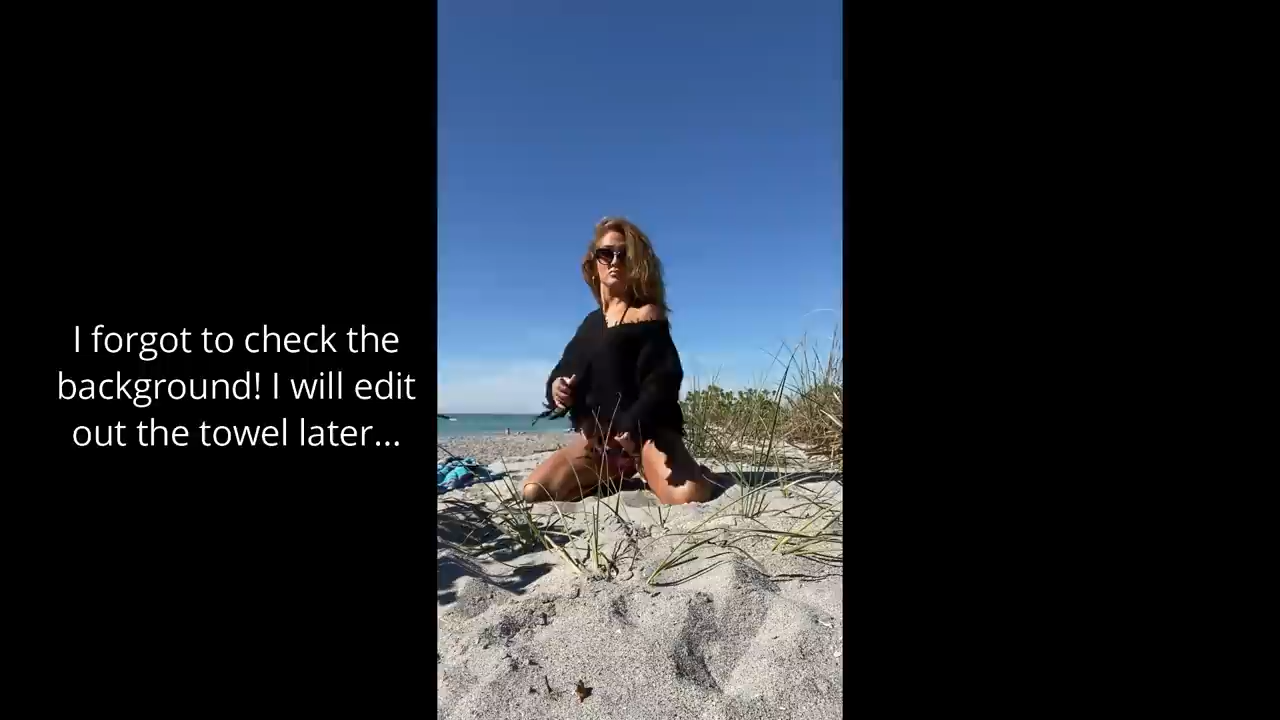 I forgot to check the
background! I will edit
out the towel later...